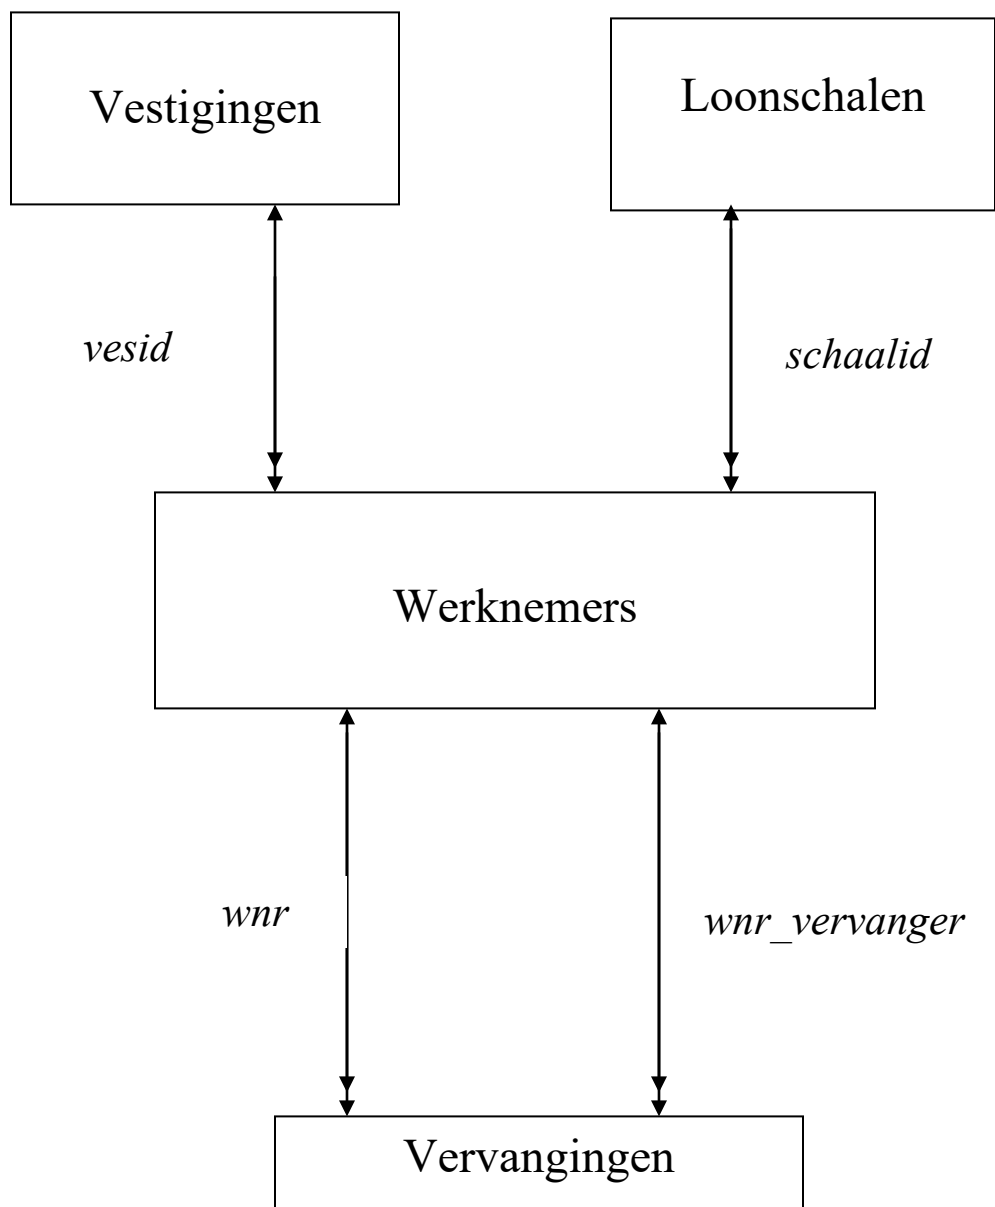 Vestigingen
Loonschalen
vesid
schaalid
Werknemers
wnr
wnr_vervanger
Vervangingen